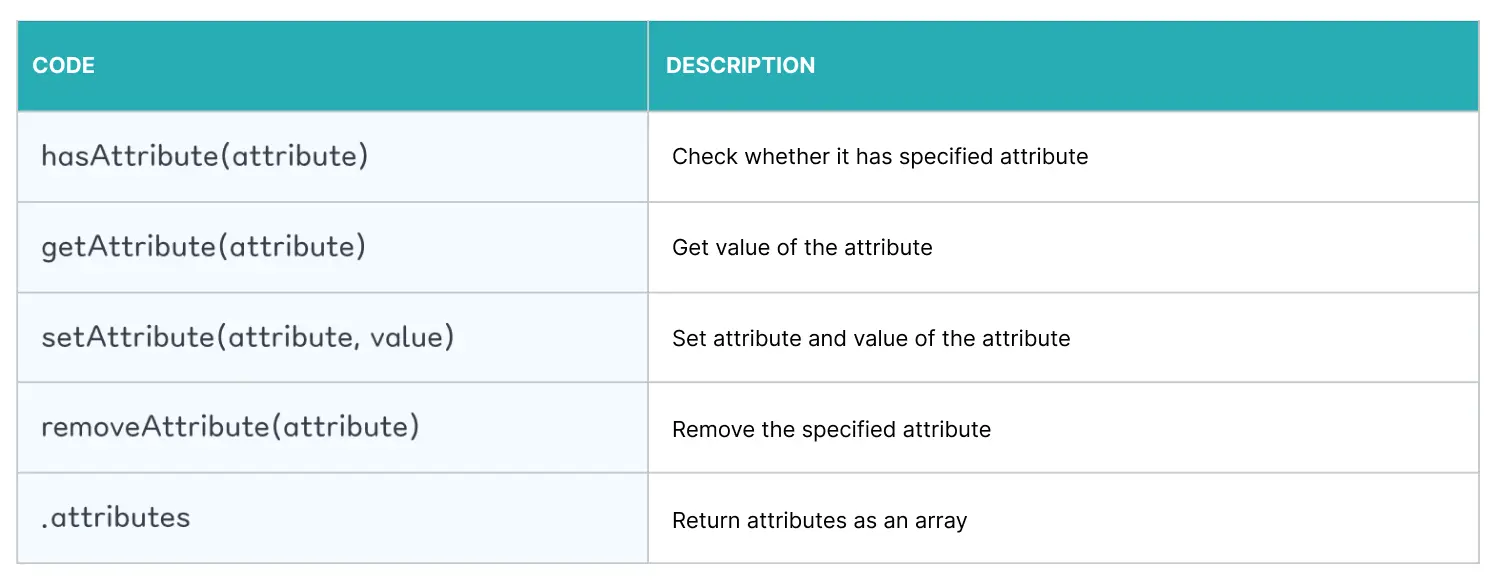 CODE DESCRIPTION
hasAttribute(attribute) Check whether it has specified attribute
getAttribute(attribute) Get value of the attribute
setAttribute(attribute, value) Set attribute and value of the attribute
removeAttribute(attribute) Remove the specified attribute
.attributes Return attributes as an array